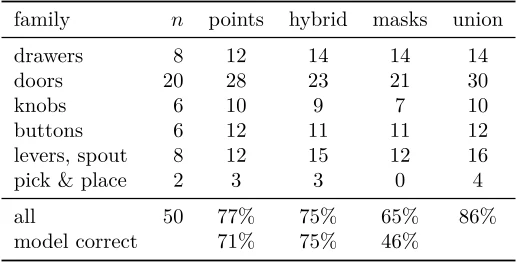 family n points hybrid masks union
drawers 8 12 14 14 14
doors 20 28 23 21 30
knobs 6 10 9 7 10
buttons 6 12 11 11 12
levers, spout 8 12 15 12 16
pick & place 2 3 3 0 4
all 50 77% 75% 65% 86%
model correct 71% 75% 46%